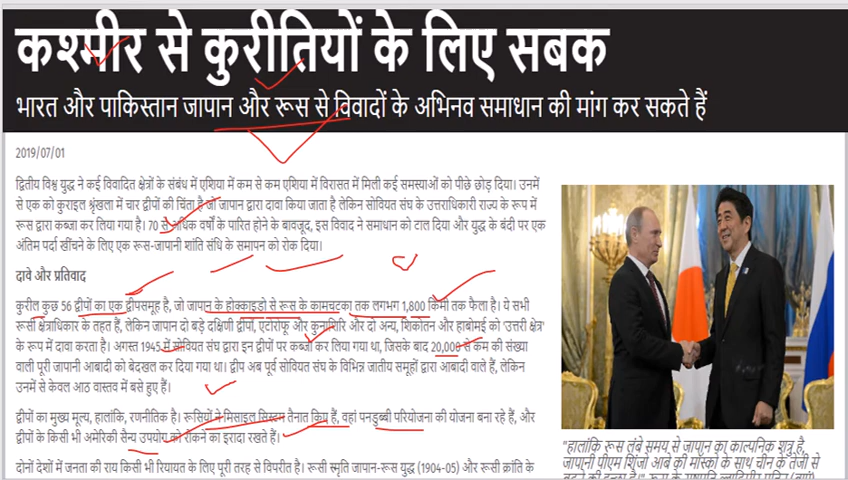 कश्मीर से कुरीतियों के लिए सबक
भारत और पाकिस्तान जापान और रूस से विवादों के अभिनव समाधान की मांग कर सकते हैं
2019/07/01
द्वितीय विश्व युद्ध ने कई विवादित क्षेत्रों के संबंध में एशिया में कम से कम एशिया में विरासत में मिली कई समस्याओं को पीछे छोड़ दिया। उनमें
से एक को कुराइल श्रृंखला में चार द्वीपों की चिंता है जो जापान द्वारा दावा किया जाता है लेकिन सोवियत संघ के उत्तराधिकारी राज्य के रूप में
रूस द्वारा कब्जा कर लिया गया है। 70 से अधिक वर्षों के पारित होने के बावजूद, इस विवाद ने समाधान को टाल दिया और युद्ध के बंदी पर एक
अंतिम पर्दा खींचने के लिए एक रूस-जापानी शांति संधि के समापन को रोक दिया।
दावे और प्रतिवाद
कुरील कुछ 56 द्वीपों का एक द्वीपसमूह है, जो जापान के होक्काइडो से रूस के कामचटका तक लगभग 1,800 किमी तक फैला है। ये सभी
रूसी क्षेत्राधिकार के तहत हैं, लेकिन जापान दो बड़े दक्षिणी द्वीपों, एटोरोफू और कुनाशिरि और दो अन्य, शिकोतन और हाबोमई को 'उत्तरी क्षेत्र'
के रूप में दावा करता है। अगस्त 1945 में सोवियत संघ द्वारा इन द्वीपों पर कब्जा कर लिया गया था, जिसके बाद 20,000 से कम की संख्या
वाली पूरी जापानी आबादी को बेदखल कर दिया गया था। द्वीप अब पूर्व सोवियत संघ के विभिन्न जातीय समूहों द्वारा आबादी वाले हैं, लेकिन
उनमें से केवल आठ वास्तव में बसे हुए हैं।
द्वीपों का मुख्य मूल्य, हालांकि, रणनीतिक है। रूसियों ने मिसाइल सिस्टम तैनात किए हैं, वहां पनडुब्बी परियोजना की योजना बना रहे हैं, और
द्वीपों के किसी भी अमेरिकी सैन्य उपयोग को रोकने का इरादा रखते हैं।
दोनों देशों में जनता की राय किसी भी रियायत के लिए पूरी तरह से विपरीत है। रूसी स्मृति जापान-रूस युद्ध (1904-05) और रूसी क्रांति के
"हालांकि रूस लंबे समय से जापान का काल्पनिक शत्रु है,
जापानी पीएम शिंजो आबे की मॉस्को के साथ चीन के तेजी से